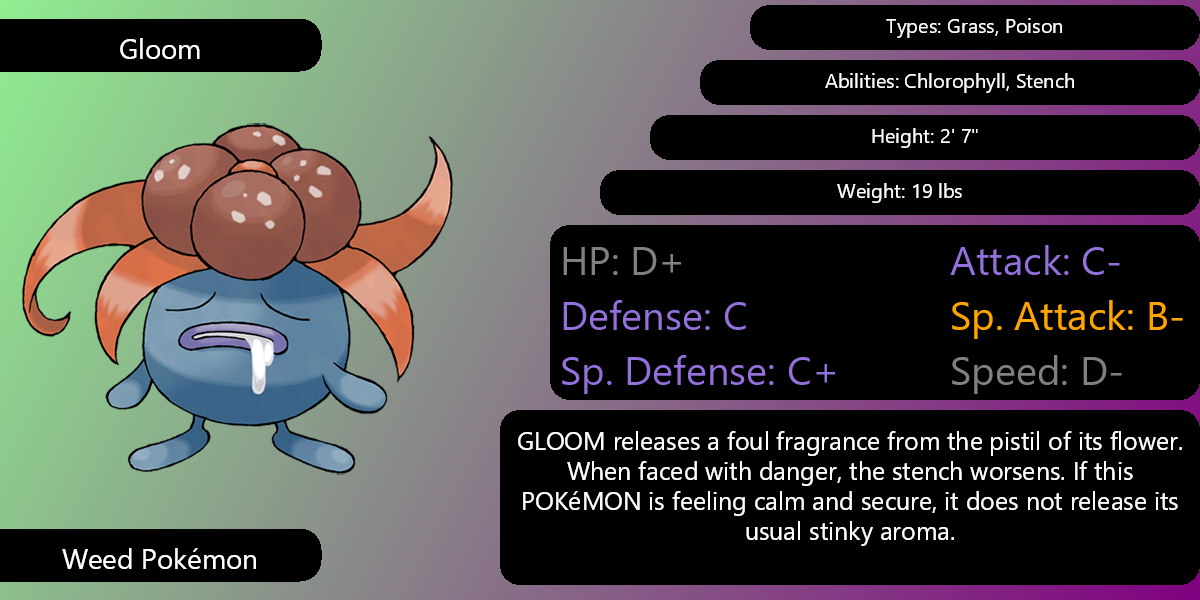 Gloom
Types: Grass, Poison
Abilities: Chlorophyll, Stench
Height: 2' 7"
Weight: 19 lbs
HP: D+
Attack: C-
Defense: C
Sp. Attack: B-
Sp. Defense: C+
Speed: D-
GLOOM releases a foul fragrance from the pistil of its flower.
When faced with danger, the stench worsens. If this
POKéMON is feeling calm and secure, it does not release its
usual stinky aroma.
Weed Pokémon